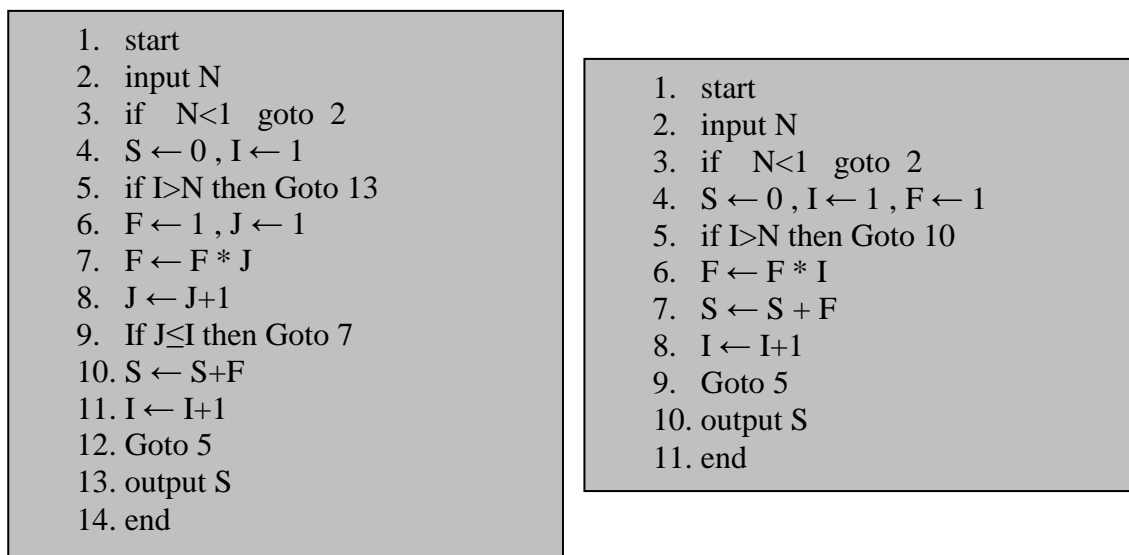 1. start
2. input N
3. if N<1 goto 2
4. S ← 0 , I ← 1
5. if I>N then Goto 13
6. F ← 1 , J ← 1
7. F ← F * J
8. J ← J+1
9. If J≤I then Goto 7
10. S ← S+F
11. I ← I+1
12. Goto 5
13. output S
14. end
1. start
2. input N
3. if N<1 goto 2
4. S ← 0 , I ← 1 , F ← 1
5. if I>N then Goto 10
6. F ← F * I
7. S ← S + F
8. I ← I+1
9. Goto 5
10. output S
11. end